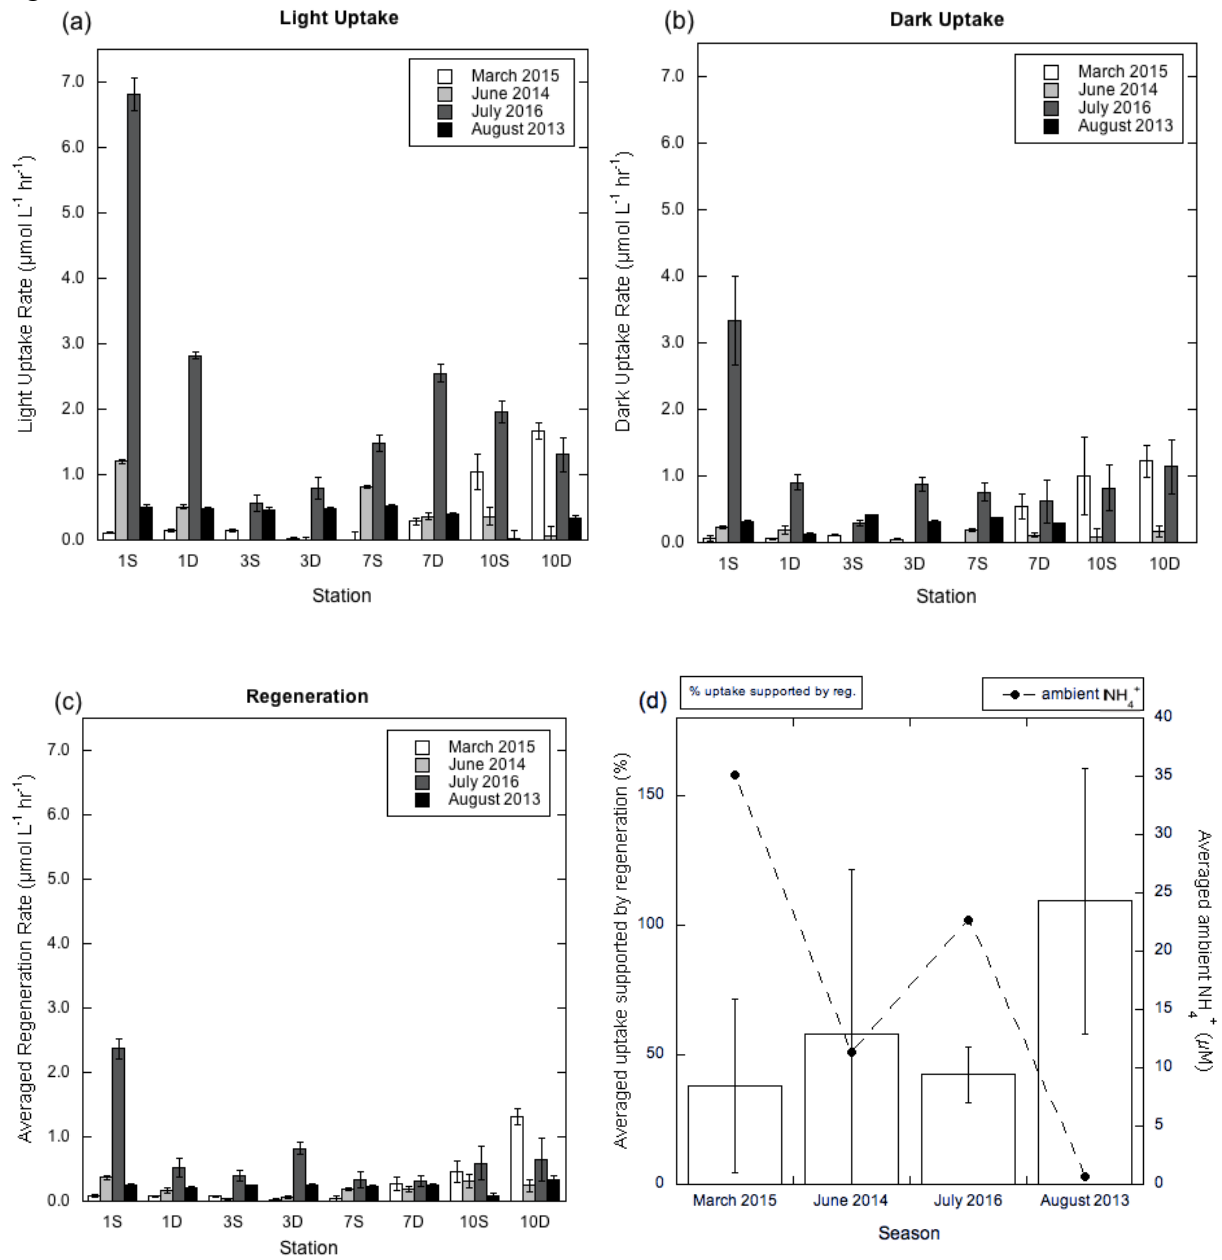 (a)
Light Uptake
March 2015
June 2014
July 2016
August 2013
Light Uptake Rate (µmol L⁻¹ hr⁻¹)
7.0
6.0
5.0
4.0
3.0
2.0
1.0
0.0
1S 1D 3S 3D 7S 7D 10S 10D
Station
(b)
Dark Uptake
March 2015
June 2014
July 2016
August 2013
Dark Uptake Rate (µmol L⁻¹ hr⁻¹)
7.0
6.0
5.0
4.0
3.0
2.0
1.0
0.0
1S 1D 3S 3D 7S 7D 10S 10D
Station
(c)
Regeneration
March 2015
June 2014
July 2016
August 2013
Averaged Regeneration Rate (µmol L⁻¹ hr⁻¹)
7.0
6.0
5.0
4.0
3.0
2.0
1.0
0.0
1S 1D 3S 3D 7S 7D 10S 10D
Station
(d)
% uptake supported by reg.
ambient NH₄⁺
Averaged uptake supported by regeneration (%)
150
100
50
0
40
35
30
25
20
15
10
5
0
Averaged ambient NH₄⁺ (µM)
March 2015 June 2014 July 2016 August 2013
Season